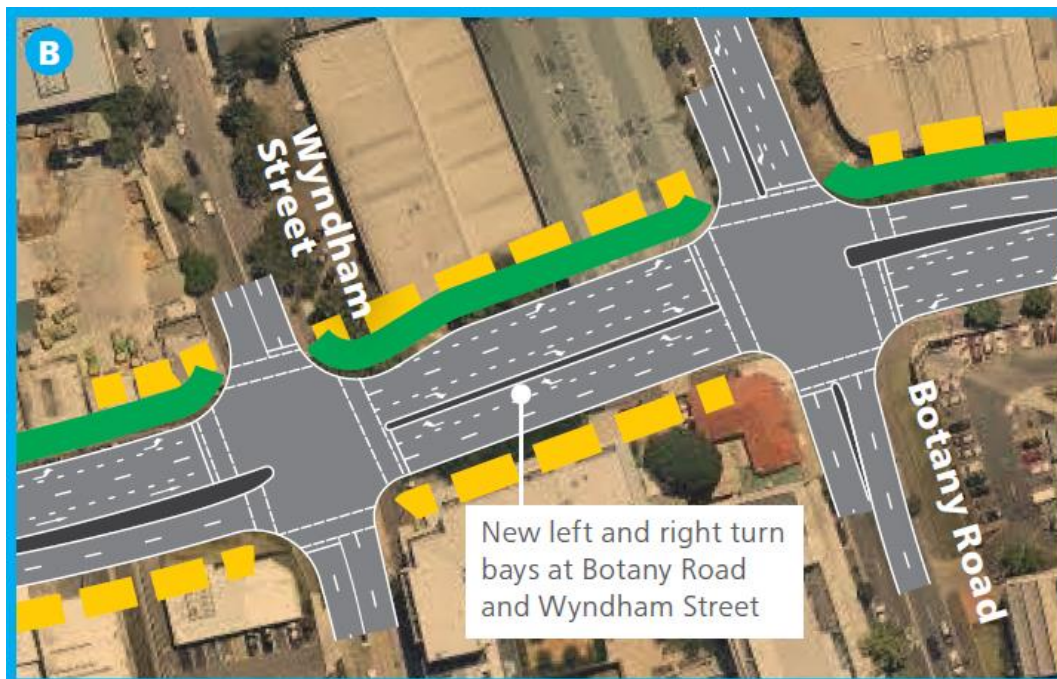 B
Wyndham
Street
Botany Road
New left and right turn
bays at Botany Road
and Wyndham Street